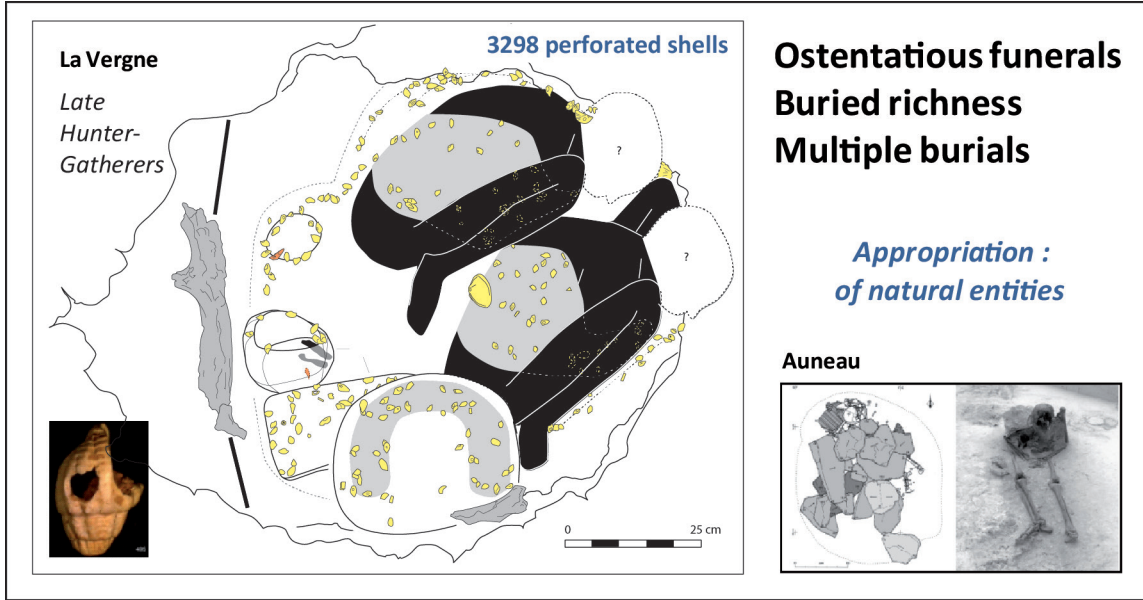 La Vergne
Late
Hunter-
Gatherers
3298 perforated shells
?
?
0
25 cm
Ostentatious funerals
Buried richness
Multiple burials
Appropriation :
of natural entities
Auneau